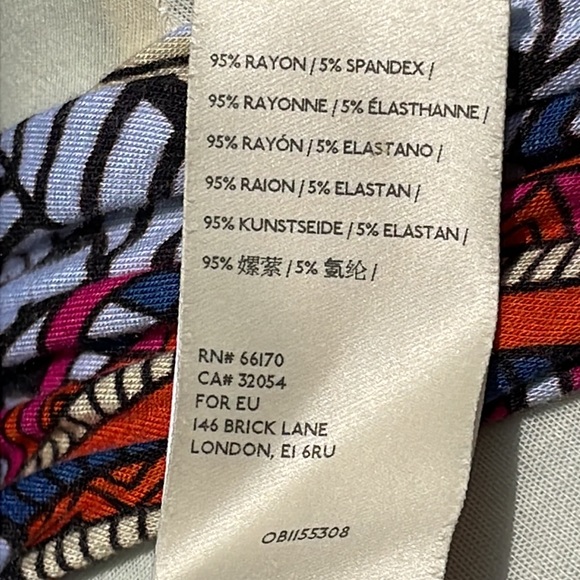 95% RAYON / 5% SPANDEX /
95% RAYONNE / 5% ÉLASTHANNE /
95% RAYÓN / 5% ELASTANO /
95% RAION / 5% ELASTAN /
95% KUNSTSEIDE / 5% ELASTAN /
95% 嫘萦 / 5% 氨纶 /
RN# 66170
CA# 32054
FOR EU
146 BRICK LANE
LONDON, E1 6RU
OB1155308